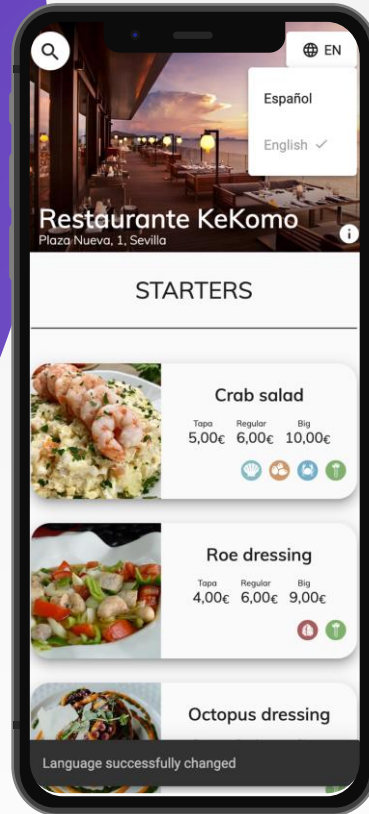 EN
Español
English
Restaurante KeKomo
Plaza Nueva, 1, Sevilla
STARTERS
Crab salad
Tapa Regular Big
5,00€ 6,00€ 10,00€
Roe dressing
Tapa Regular Big
4,00€ 6,00€ 9,00€
Octopus dressing
Language successfully changed